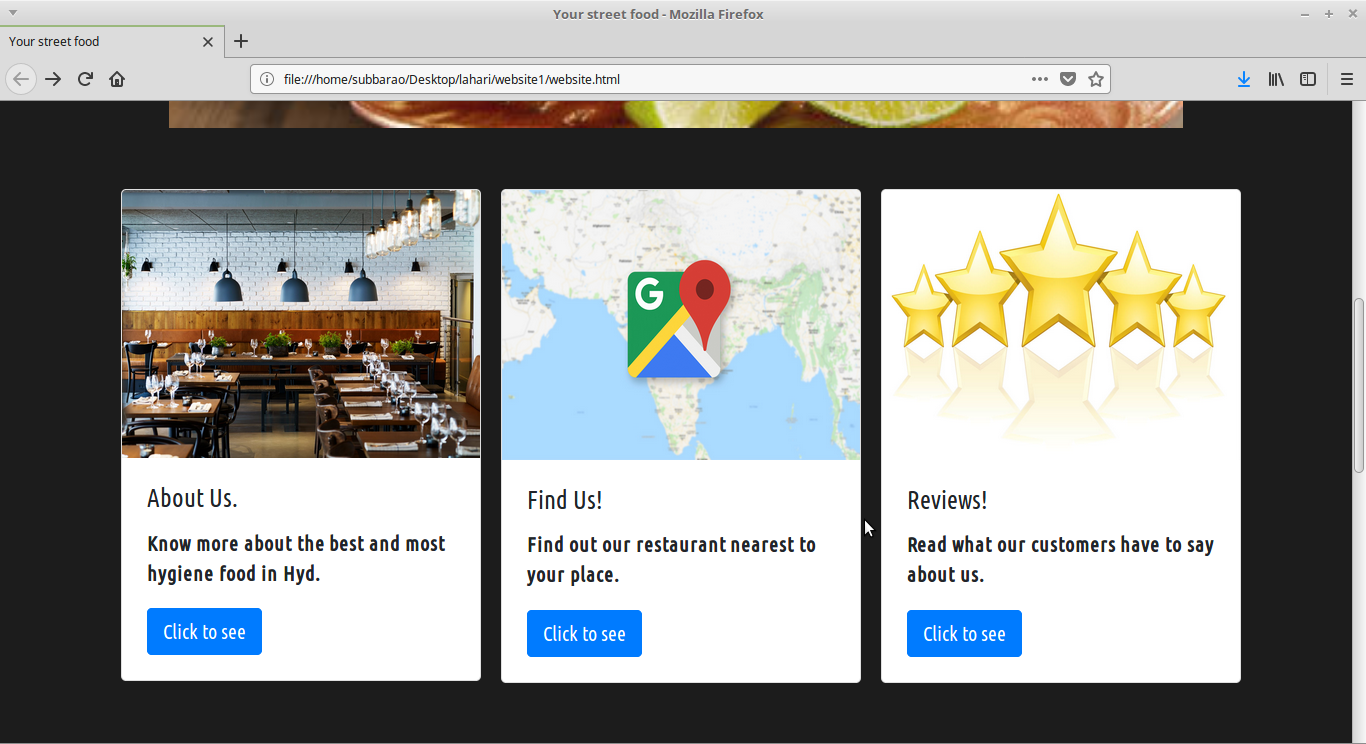 Your street food - Mozilla Firefox
Your street food
file:///home/subbarao/Desktop/lahari/website1/website.html
G
About Us.
Know more about the best and most
hygiene food in Hyd.
Click to see
Find Us!
Find out our restaurant nearest to
your place.
Click to see
Reviews!
Read what our customers have to say
about us.
Click to see